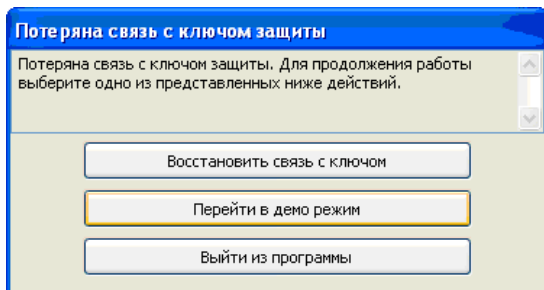 Потеряна связь с ключом защиты
Потеряна связь с ключом защиты. Для продолжения работы
выберите одно из представленных ниже действий.
Восстановить связь с ключом
Перейти в демо режим
Выйти из программы